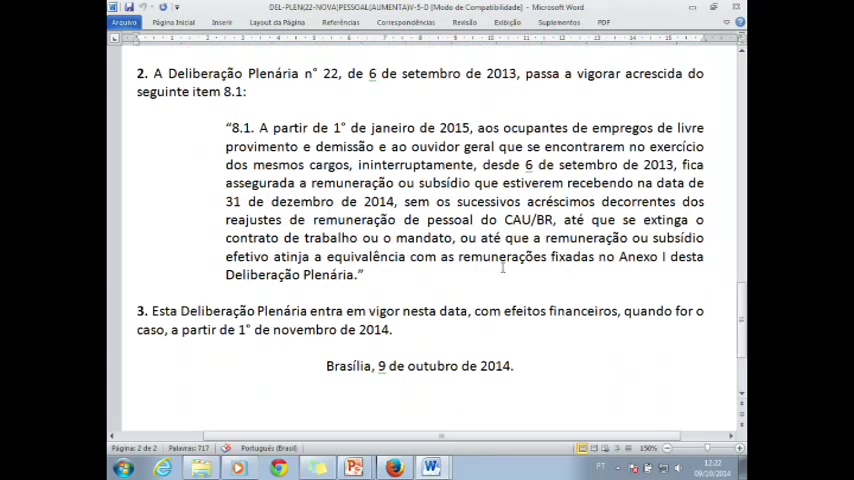 DEL-PLEN(22-NOVA)PESSOAL(AUMENTA)V-5-D [Modo de Compatibilidade] - Microsoft Word
Arquivo Página Inicial Inserir Layout da Página Referências Correspondências Revisão Exibição Suplementos PDF
2. A Deliberação Plenária n° 22, de 6 de setembro de 2013, passa a vigorar acrescida do
seguinte item 8.1:
“8.1. A partir de 1° de janeiro de 2015, aos ocupantes de empregos de livre
provimento e demissão e ao ouvidor geral que se encontrarem no exercício
dos mesmos cargos, ininterruptamente, desde 6 de setembro de 2013, fica
assegurada a remuneração ou subsídio que estiverem recebendo na data de
31 de dezembro de 2014, sem os sucessivos acréscimos decorrentes dos
reajustes de remuneração de pessoal do CAU/BR, até que se extinga o
contrato de trabalho ou o mandato, ou até que a remuneração ou subsídio
efetivo atinja a equivalência com as remunerações fixadas no Anexo I desta
Deliberação Plenária.”
3. Esta Deliberação Plenária entra em vigor nesta data, com efeitos financeiros, quando for o
caso, a partir de 1° de novembro de 2014.
Brasília, 9 de outubro de 2014.
Página: 2 de 2 Palavras: 717 Português (Brasil) 150%
PT 12:22
09/10/2014